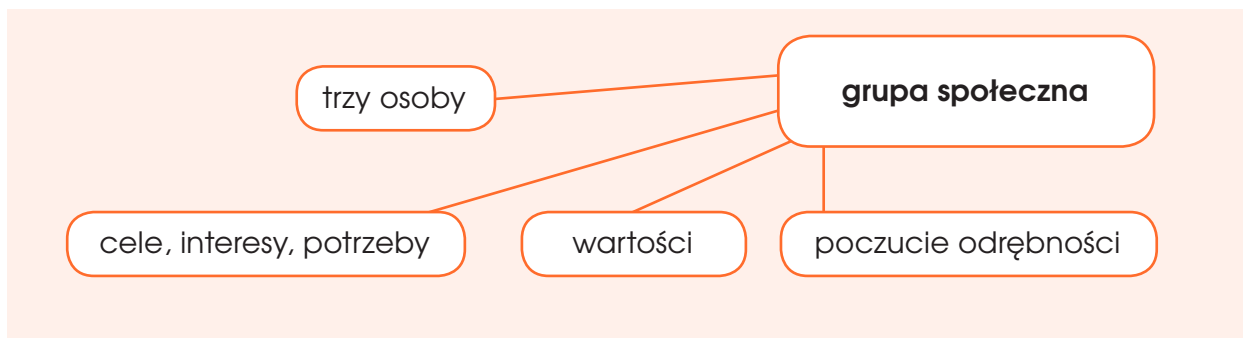 grupa społeczna
trzy osoby
cele, interesy, potrzeby
wartości
poczucie odrębności